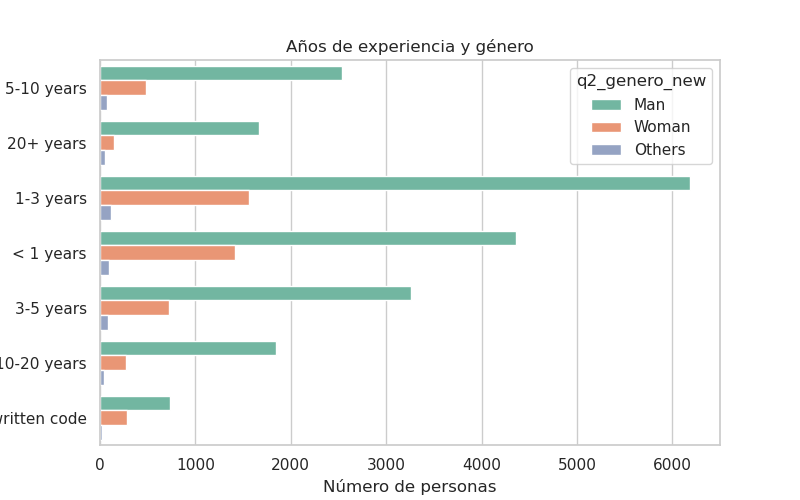 Años de experiencia y género
q2_genero_new
Man
Woman
Others
5-10 years
20+ years
1-3 years
< 1 years
3-5 years
10-20 years
written code
0 1000 2000 3000 4000 5000 6000
Número de personas